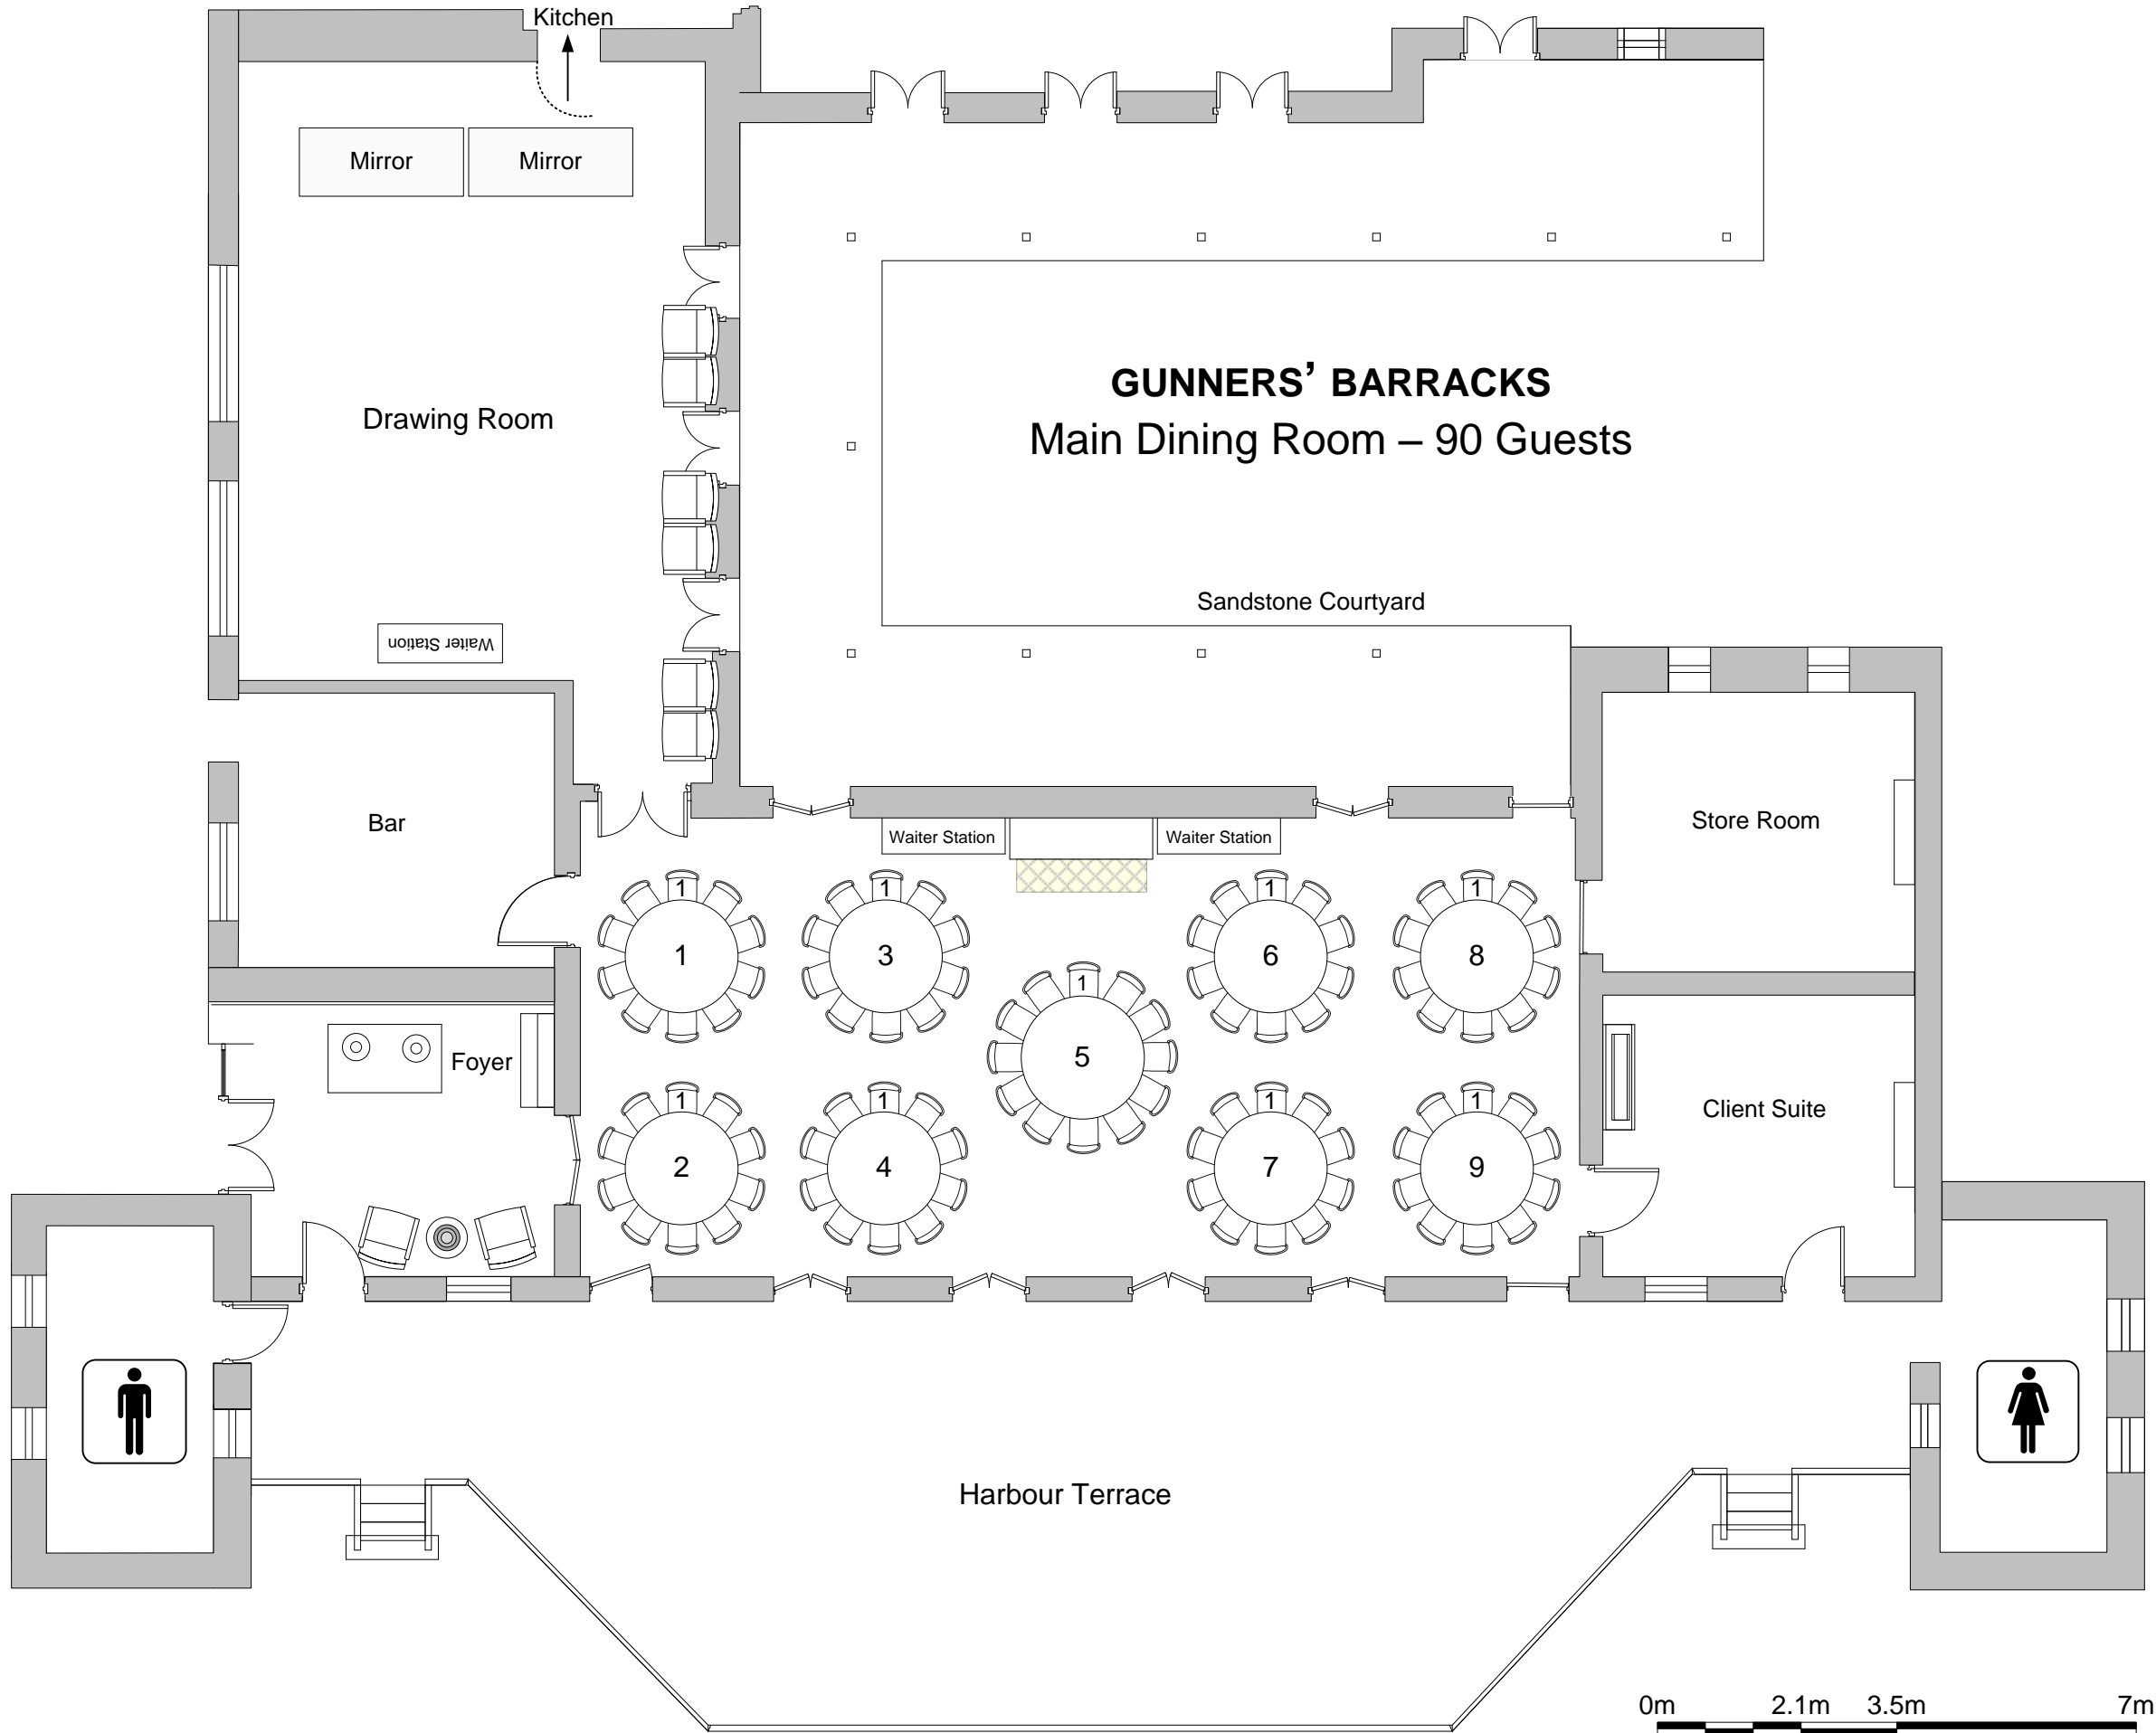 Kitchen
Mirror
Mirror
Drawing Room
GUNNERS’ BARRACKS
Main Dining Room – 90 Guests
Sandstone Courtyard
Waiter Station
Bar
Store Room
Waiter Station
Waiter Station
1
1
1
1
1
3
6
8
1
5
Foyer
Client Suite
1
1
1
1
2
4
7
9
Harbour Terrace
0m
2.1m
3.5m
7m